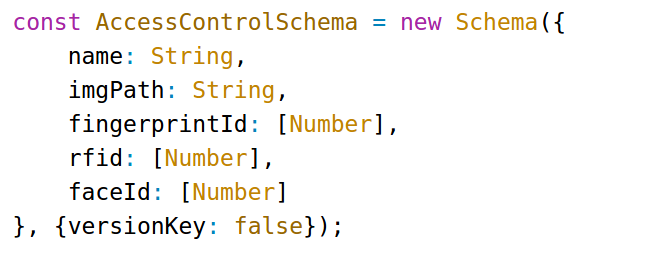 const AccessControlSchema = new Schema({
    name: String,
    imgPath: String,
    fingerprintId: [Number],
    rfid: [Number],
    faceId: [Number]
}, {versionKey: false});